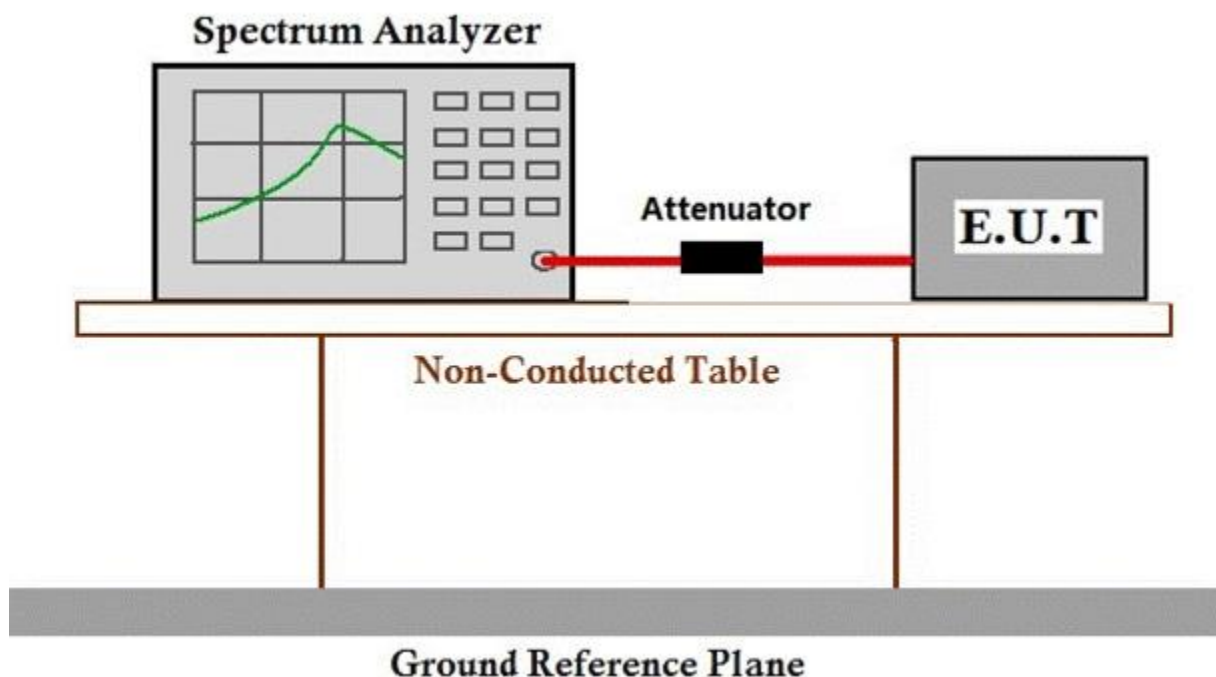 Spectrum Analyzer
Attenuator
E.U.T
Non-Conducted Table
Ground Reference Plane